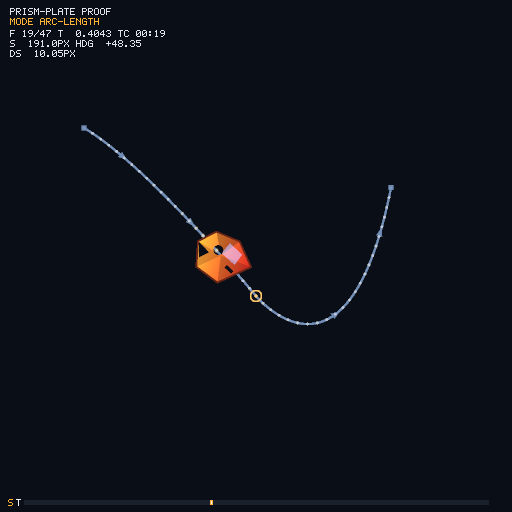 PRISM-PLATE PROOF
MODE ARC-LENGTH
F 19/47 T  0.4043 TC 00:19
S  191.0PX HDG  +48.35
DS  10.05PX
ST